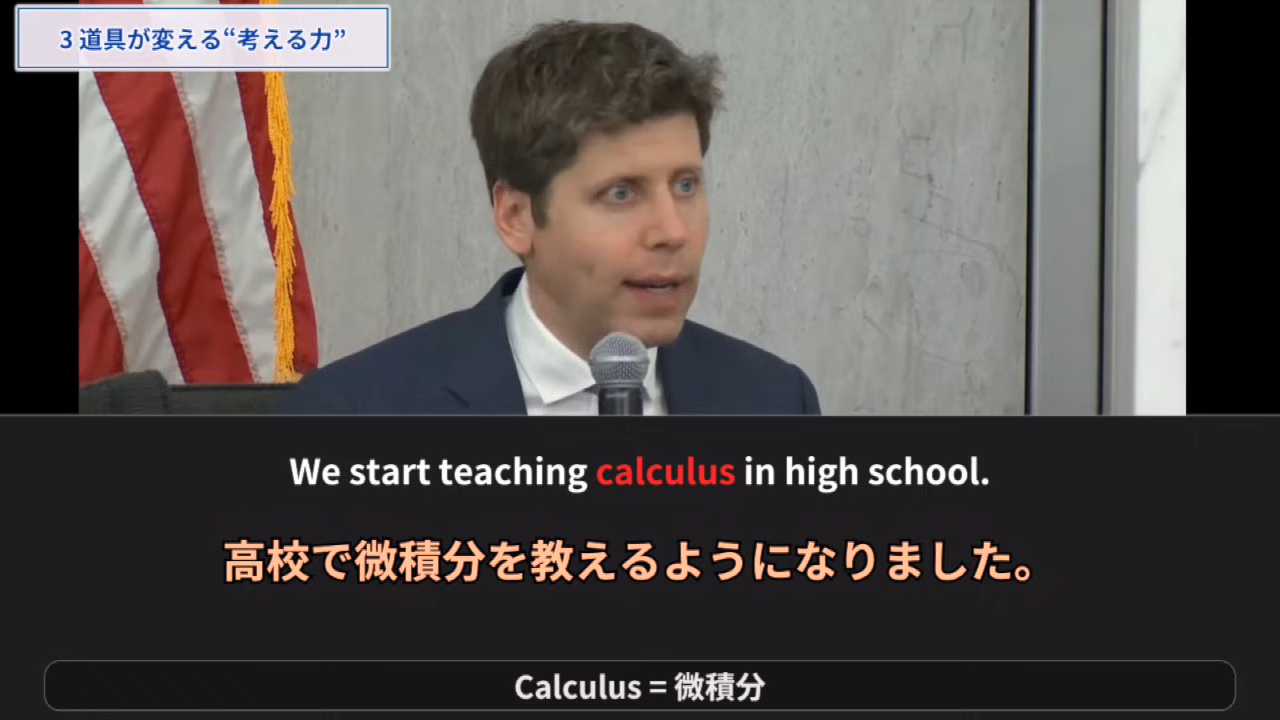 3 道具が変える“考える力”
We start teaching calculus in high school.
高校で微積分を教えるようになりました。
Calculus = 微積分